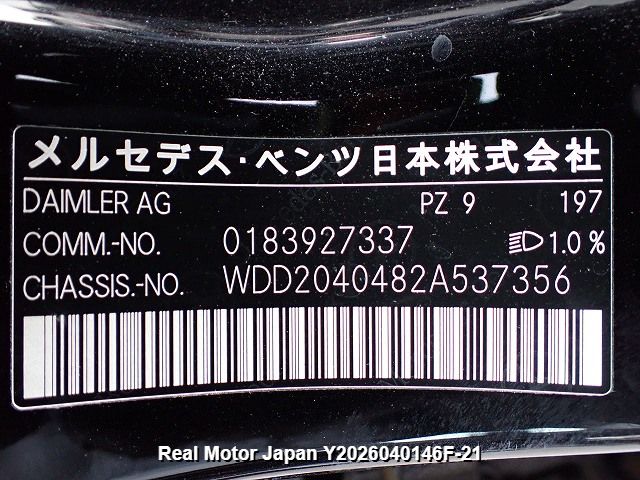 メルセデス・ベンツ日本株式会社
DAIMLER AG PZ 9 197
COMM.-NO. 0183927337 1.0 %
CHASSIS.-NO. WDD2040482A537356
Real Motor Japan Y2026040146F-21